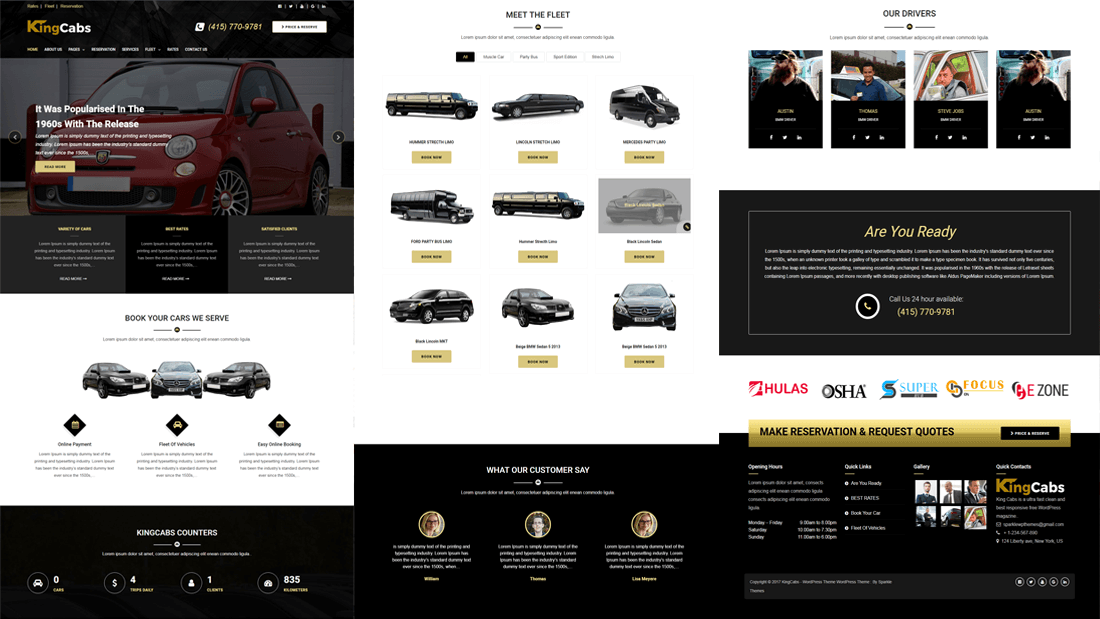 Rates | Fleet | Reservation
KingCabs
(415) 770-9781
> PRICE & RESERVE
HOME ABOUT US PAGES RESERVATION SERVICES FLEET RATES CONTACT US
It Was Popularised In The
1960s With The Release
Lorem Ipsum is simply dummy text of the printing and typesetting
industry. Lorem Ipsum has been the industry's standard dummy
text ever since the 1500s,
READ MORE
VARIETY OF CARS
Lorem Ipsum is simply dummy text of the
printing and typesetting industry. Lorem Ipsum
has been the industry's standard dummy text
ever since the 1500s,...
READ MORE
BEST RATES
Lorem Ipsum is simply dummy text of the
printing and typesetting industry. Lorem Ipsum
has been the industry's standard dummy text
ever since the 1500s,...
READ MORE
SATISFIED CLIENTS
Lorem Ipsum is simply dummy text of the
printing and typesetting industry. Lorem Ipsum
has been the industry's standard dummy text
ever since the 1500s,...
READ MORE
BOOK YOUR CARS WE SERVE
Lorem ipsum dolor sit amet, consectetuer adipiscing elit enean commodo ligula
Online Payment
Lorem Ipsum is simply dummy text of the
printing and typesetting industry. Lorem Ipsum
has been the industry's standard dummy text
ever since the 1500s,...
Fleet Of Vehicles
Lorem Ipsum is simply dummy text of the
printing and typesetting industry. Lorem Ipsum
has been the industry's standard dummy text
ever since the 1500s,...
Easy Online Booking
Lorem Ipsum is simply dummy text of the
printing and typesetting industry. Lorem Ipsum
has been the industry's standard dummy text
ever since the 1500s,...
KINGCABS COUNTERS
Lorem ipsum dolor sit amet, consectetuer adipiscing elit enean commodo ligula
0
CARS
4
TRIPS DAILY
1
CLIENTS
835
KILOMETERS
MEET THE FLEET
Lorem ipsum dolor sit amet, consectetuer adipiscing elit enean commodo ligula
All Muscle Car Party Bus Sport Edition Strech Limo
HUMMER STRECTH LIMO
BOOK NOW
LINCOLN STRETCH LIMO
BOOK NOW
MERCEDES PARTY LIMO
BOOK NOW
FORD PARTY BUS LIMO
BOOK NOW
Hummer Strecth Limo
BOOK NOW
Black Lincoln Sedan
Black Lincoln Sedan
BOOK NOW
Black Lincoln MKT
BOOK NOW
Beiga BMW Sedan 5 2013
BOOK NOW
Beiga BMW Sedan 5 2013
BOOK NOW
WHAT OUR CUSTOMER SAY
Lorem ipsum dolor sit amet, consectetuer adipiscing elit enean commodo ligula
is simply dummy text of the printing and
typesetting industry. Lorem Ipsum has
been the industry's standard dummy text
ever since the 1500s, when...
William
Lorem Ipsum is simply dummy text of the
printing and typesetting industry. Lorem
Ipsum has been the industry's standard
dummy text ever since the 1500s,...
Thomas
Lorem Ipsum is simply dummy text of the
printing and typesetting industry. Lorem
Ipsum has been the industry's standard
dummy text ever since the 1500s,...
Lisa Meyers
OUR DRIVERS
Lorem ipsum dolor sit amet, consectetuer adipiscing elit enean commodo ligula
AUSTIN
BMW DRIVER
THOMAS
BMW DRIVER
STEVE JOBS
BMW DRIVER
AUSTIN
BMW DRIVER
Are You Ready
Lorem Ipsum is simply dummy text of the printing and typesetting industry. Lorem Ipsum has been the industry's standard dummy text ever since
the 1500s, when an unknown printer took a galley of type and scrambled it to make a type specimen book. It has survived not only five centuries,
but also the leap into electronic typesetting, remaining essentially unchanged. It was popularised in the 1960s with the release of Letraset sheets
containing Lorem Ipsum passages, and more recently with desktop publishing software like Aldus PageMaker including versions of Lorem Ipsum.
Call Us 24 hour available:
(415) 770-9781
HULAS
OSHA
SUPER
FOCUS
E ZONE
MAKE RESERVATION & REQUEST QUOTES
> PRICE & RESERVE
Opening Hours
Lorem ipsum dolor sit amet, consects
adipiscing elit enean commodo ligula
adipiscing elit enean commodo ligula
ligula.
Monday - Friday 9.00am to 8.00pm
Saturday 10.00am to 7.30pm
Sunday 11.00am to 6.00pm
Quick Links
Are You Ready
BEST RATES
Book Your Car
Fleet Of Vehicles
Gallery
Quick Contacts
KingCabs
King Cabs is a ultra fast clean and
best responsive free WordPress
magazine.
sparklewpthemes@gmail.com
+ 1-234-567-890
124 Liberty ave, New York, US
Copyright © 2017 KingCabs - WordPress Theme WordPress Theme : By Sparkle
Themes